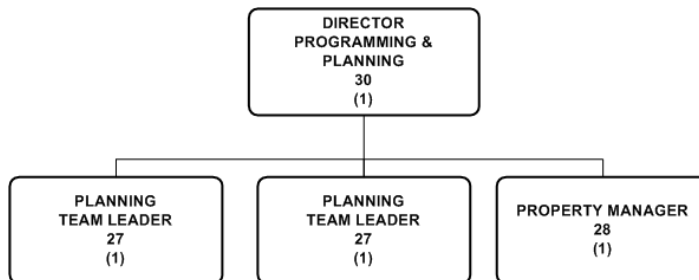 DIRECTOR
PROGRAMMING &
PLANNING
30
(1)
PLANNING
TEAM LEADER
27
(1)
PLANNING
TEAM LEADER
27
(1)
PROPERTY MANAGER
28
(1)